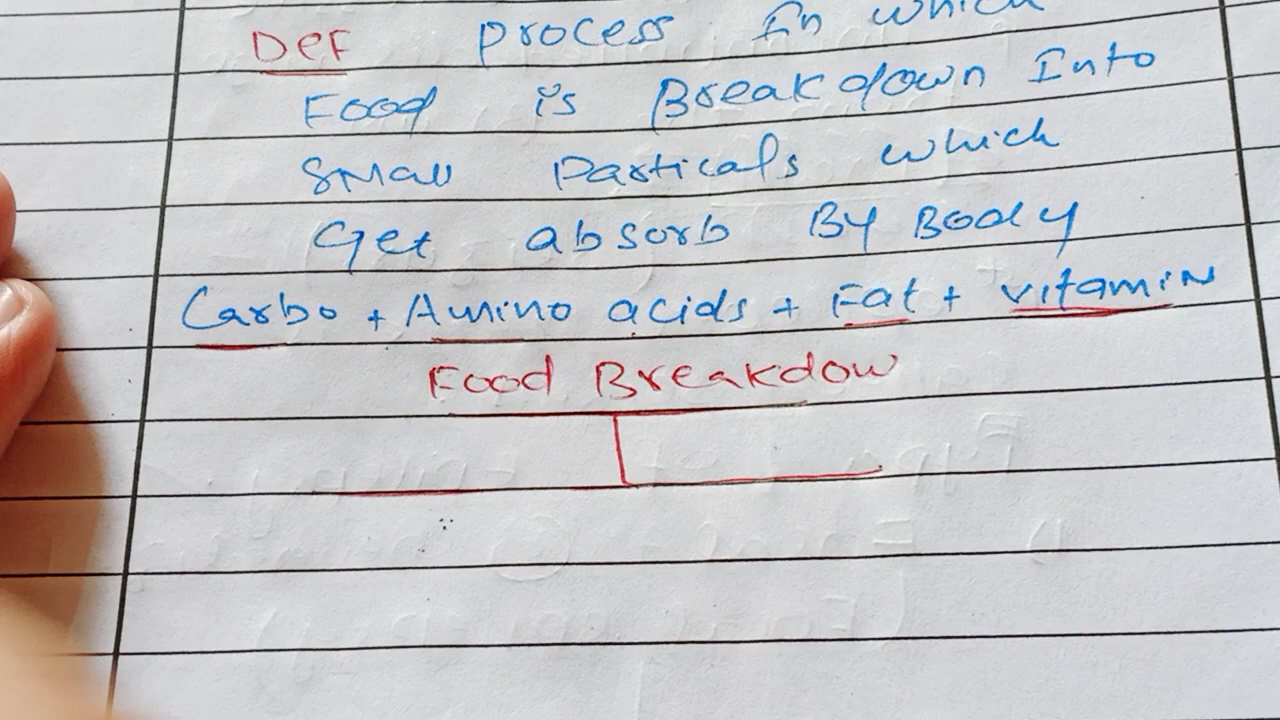 Def Process In which
Food is Breakdown Into
Small Particals which
Get absorb By Body
Carbo + Amino acids + Fat + vitamin
Food Breakdow